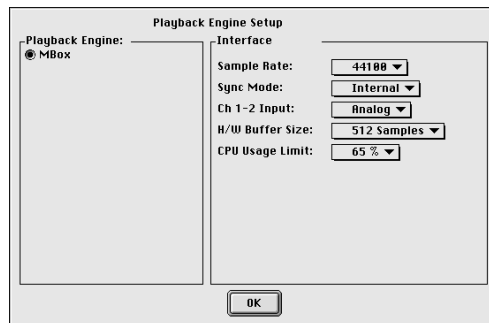 Playback Engine Setup
Playback Engine:
MBox
Interface
Sample Rate: 44100
Sync Mode: Internal
Ch 1-2 Input: Analog
H/W Buffer Size: 512 Samples
CPU Usage Limit: 65 %
OK